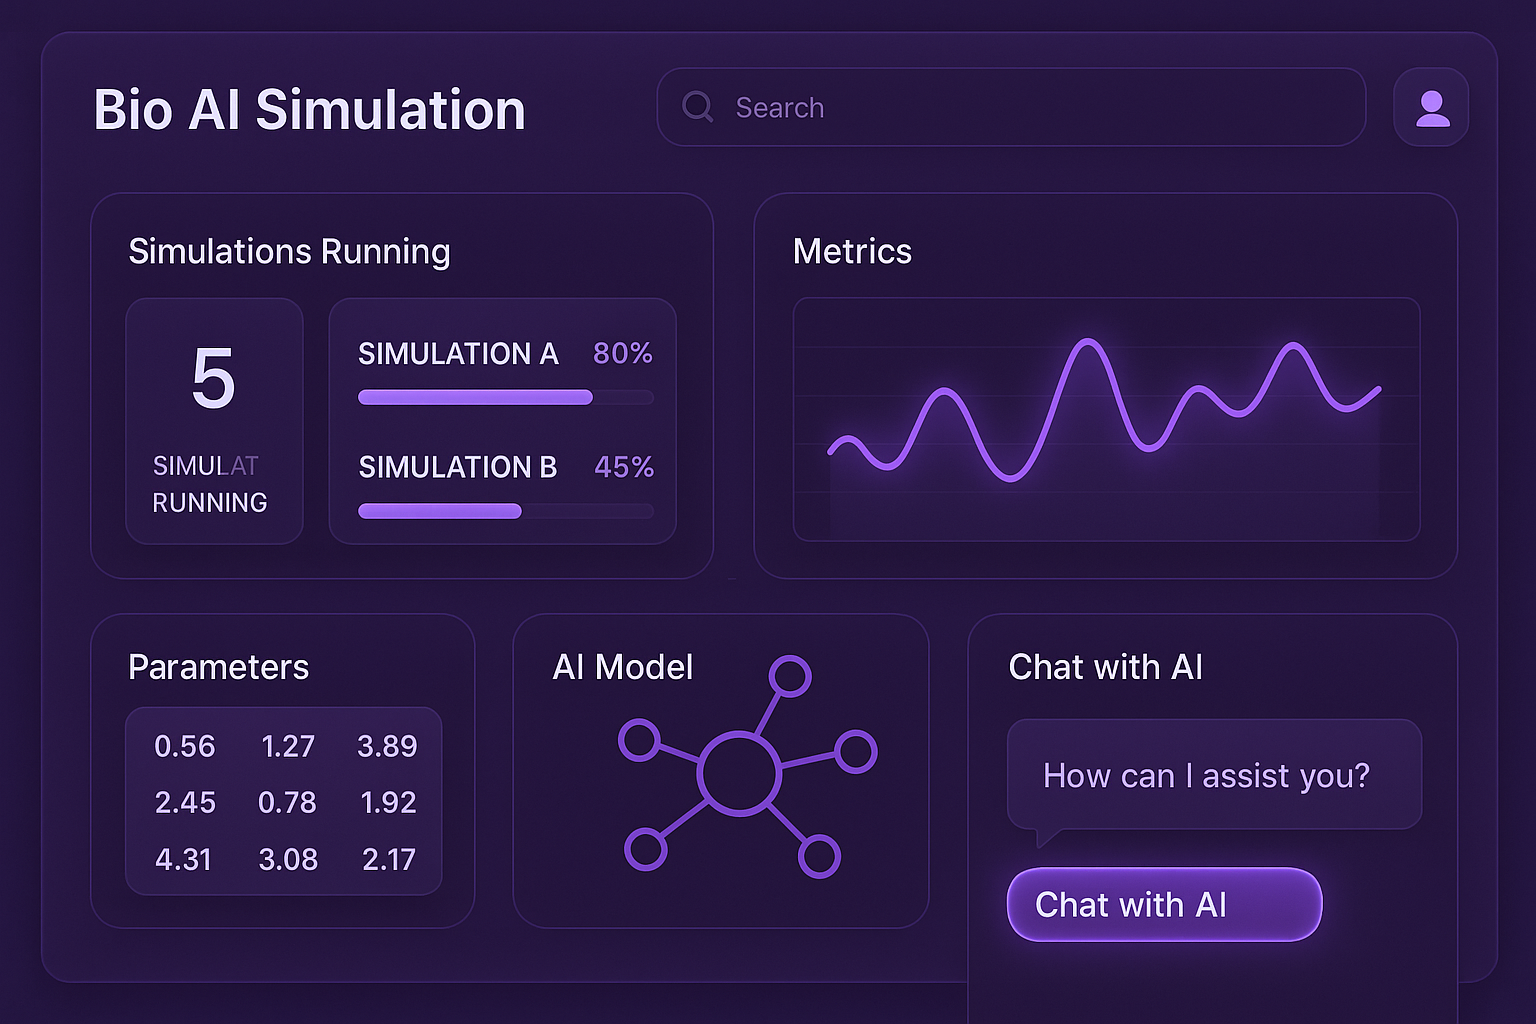 Bio AI Simulation
Search
Simulations Running
5
SIMULAT
RUNNING
SIMULATION A 80%
SIMULATION B 45%
Metrics
Parameters
0.56 1.27 3.89
2.45 0.78 1.92
4.31 3.08 2.17
AI Model
Chat with AI
How can I assist you?
Chat with AI